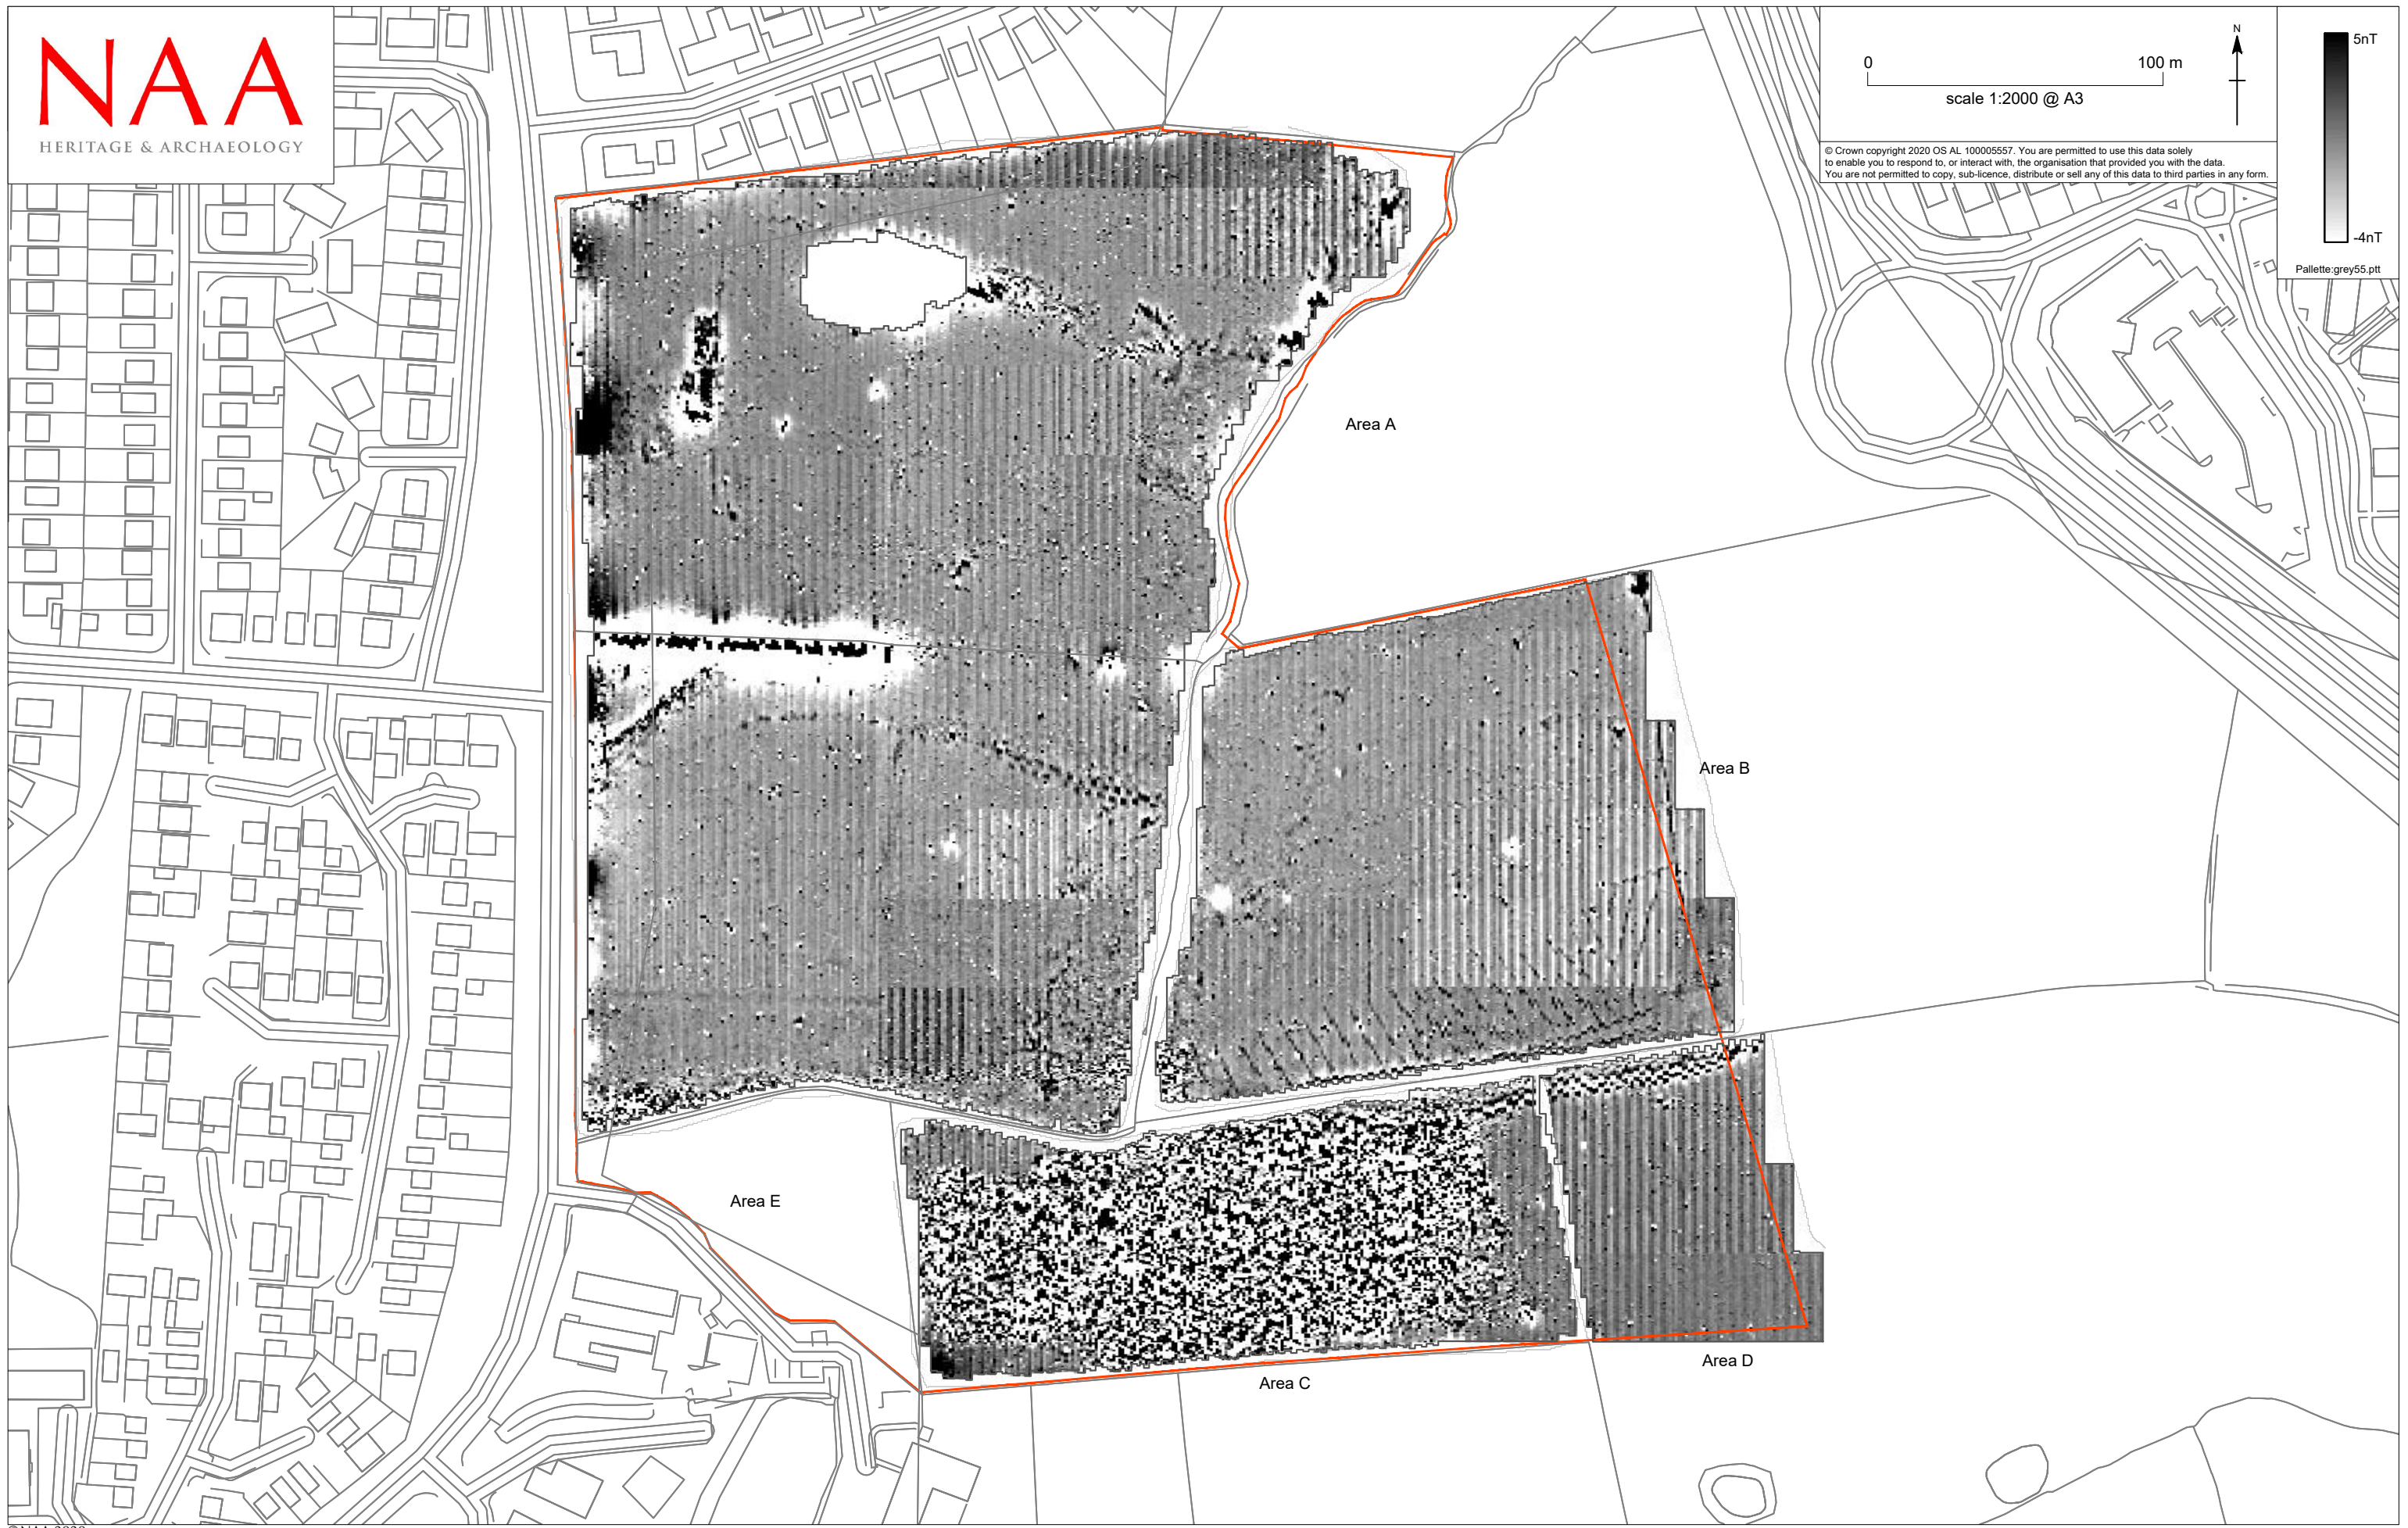 NAA
HERITAGE & ARCHAEOLOGY
0 100 m
scale 1:2000 @ A3
N
© Crown copyright 2020 OS AL 100005557. You are permitted to use this data solely
to enable you to respond to, or interact with, the organisation that provided you with the data.
You are not permitted to copy, sub-licence, distribute or sell any of this data to third parties in any form.
5nT
-4nT
Pallette:grey55.ptt
Area A
Area B
Area E
Area D
Area C
©NAA 2020